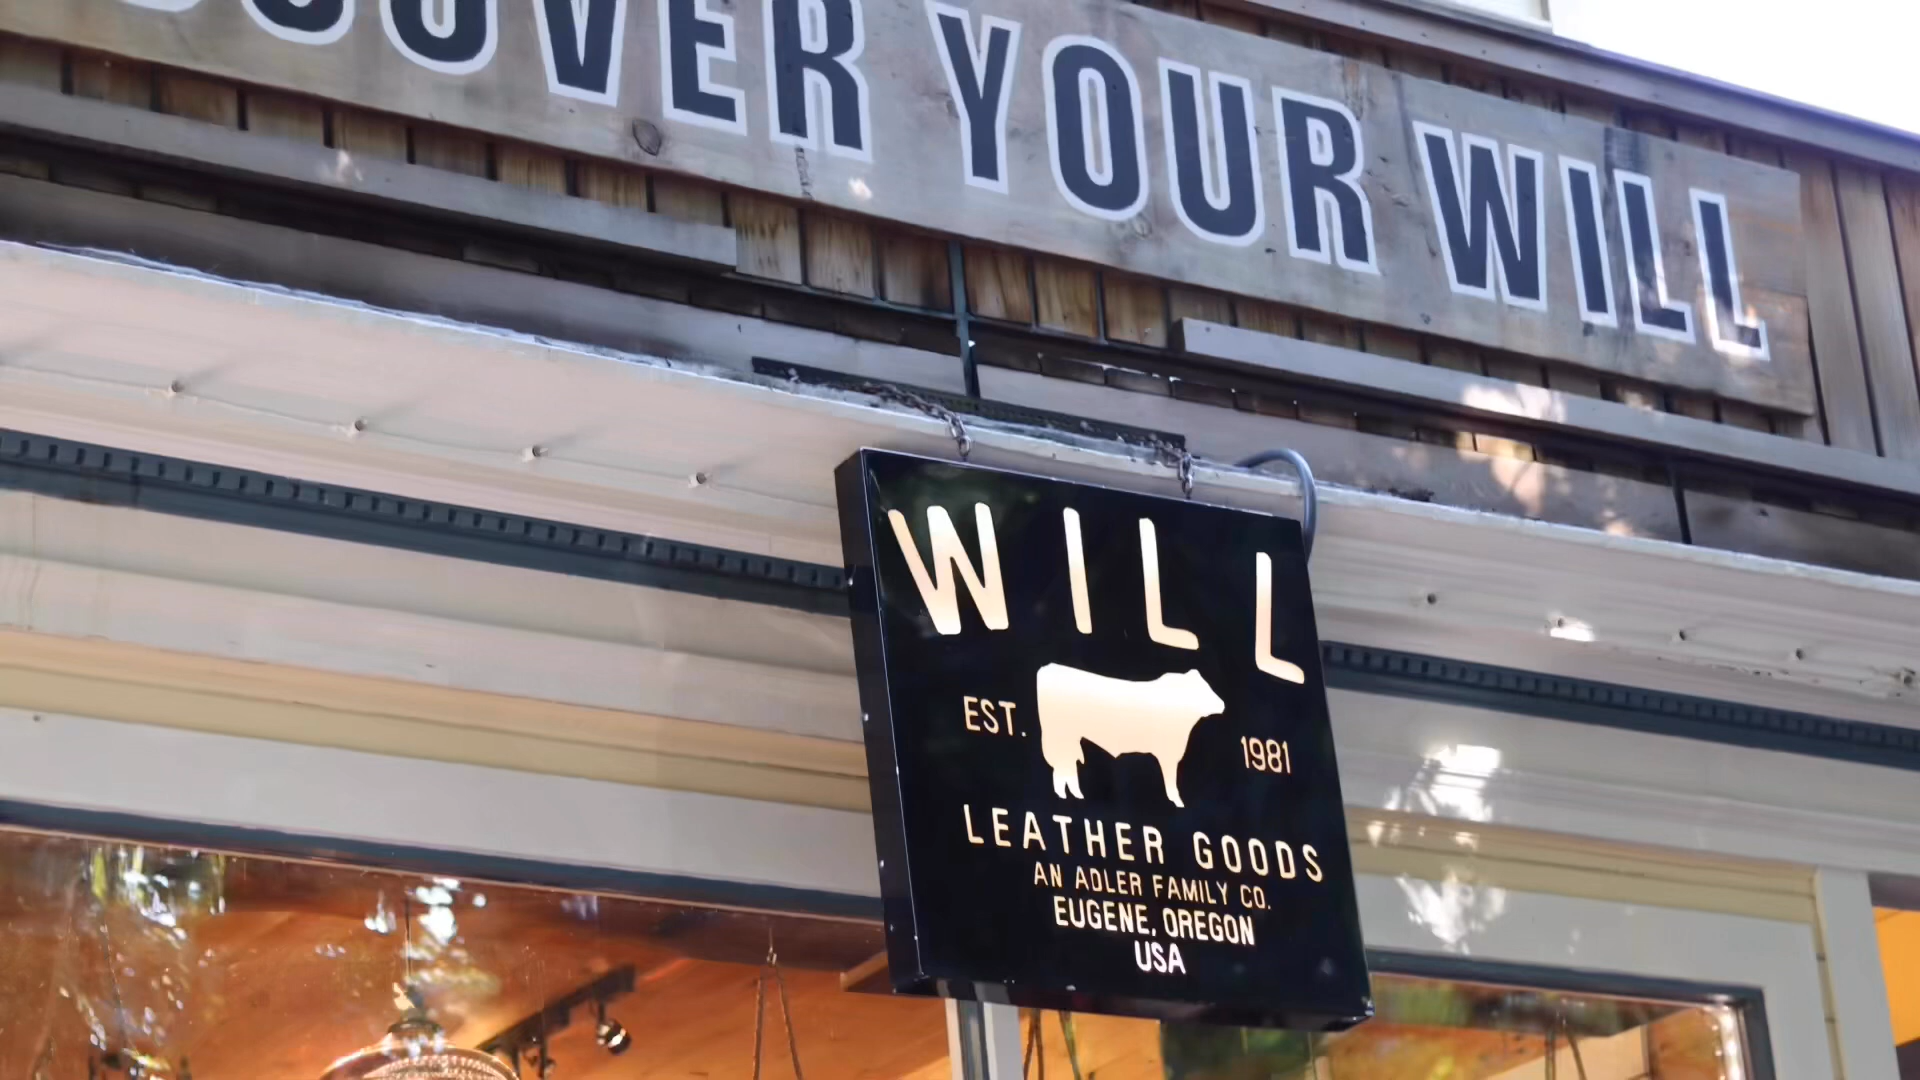 COVER YOUR WILL
WILL
EST. 1981
LEATHER GOODS
AN ADLER FAMILY CO.
EUGENE, OREGON
USA